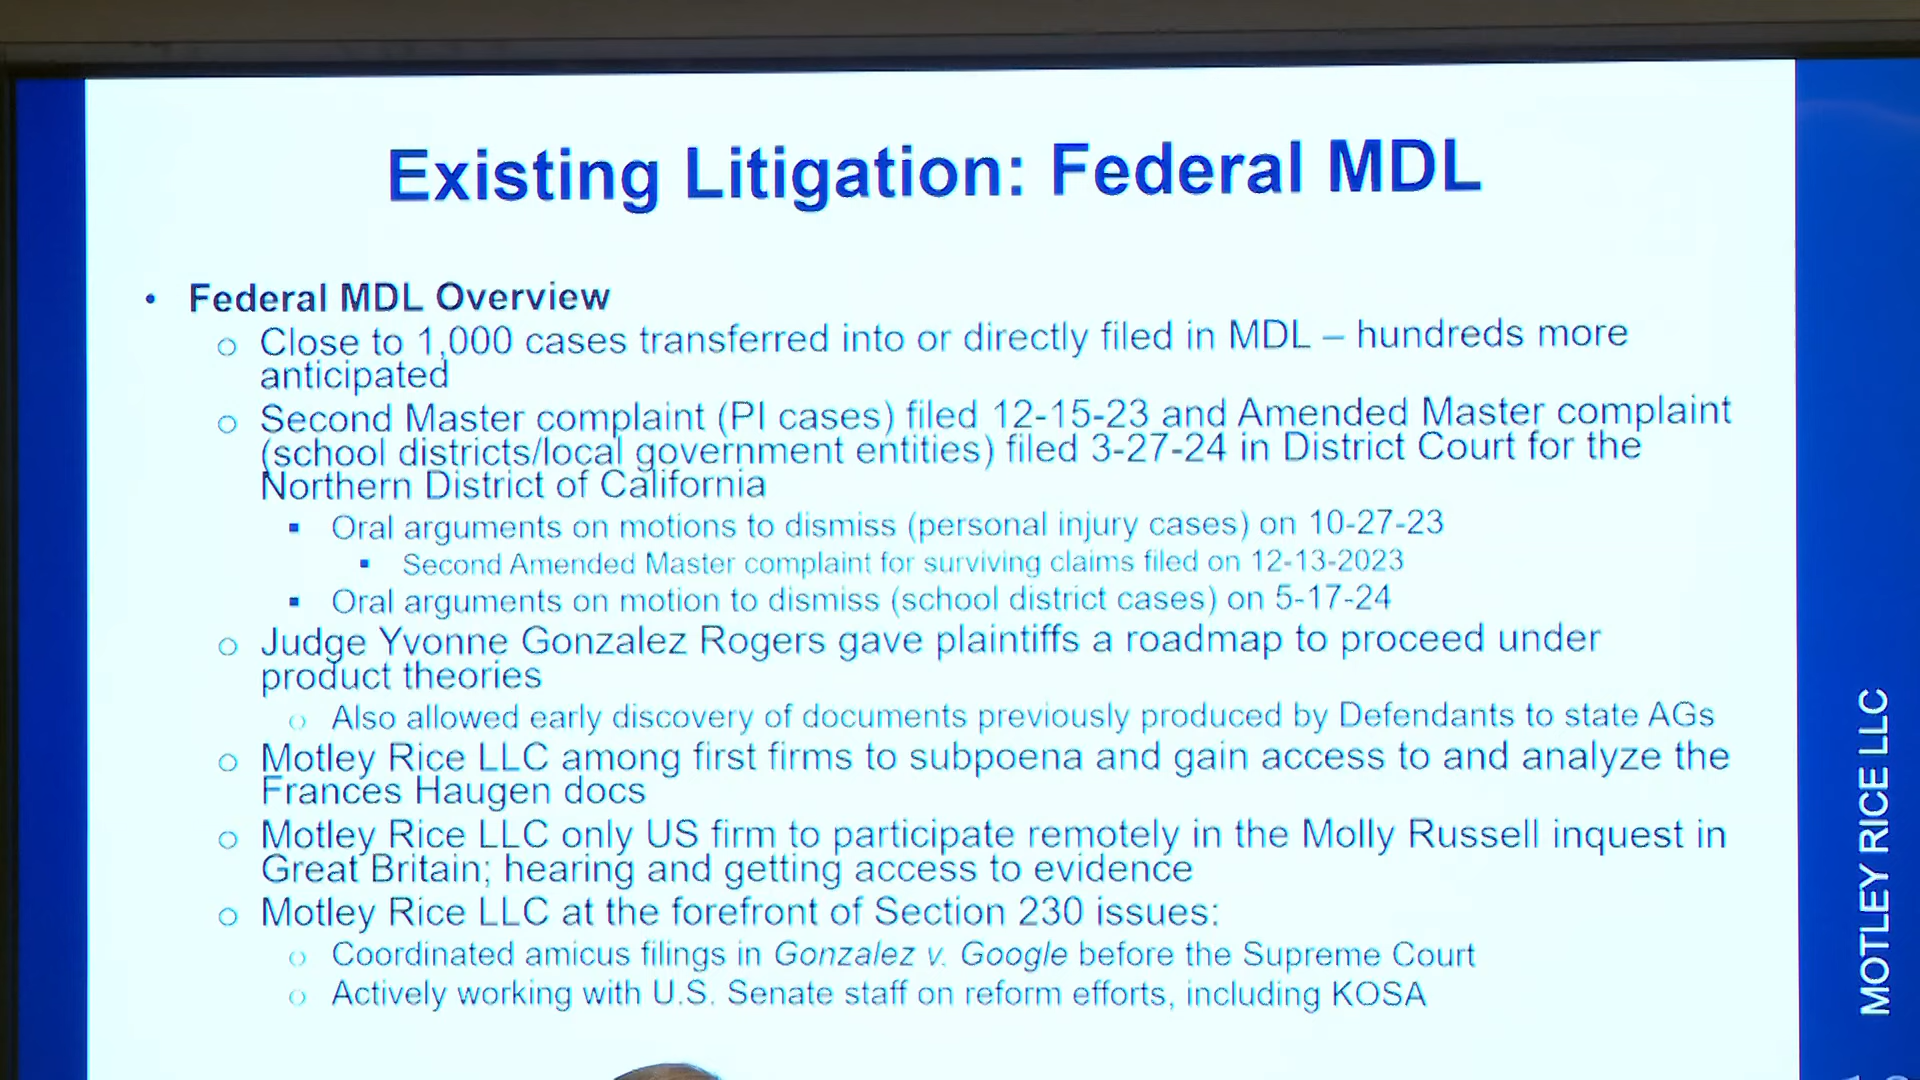 Existing Litigation: Federal MDL
• Federal MDL Overview
o Close to 1,000 cases transferred into or directly filed in MDL – hundreds more
anticipated
o Second Master complaint (PI cases) filed 12-15-23 and Amended Master complaint
(school districts/local government entities) filed 3-27-24 in District Court for the
Northern District of California
▪ Oral arguments on motions to dismiss (personal injury cases) on 10-27-23
▪ Second Amended Master complaint for surviving claims filed on 12-13-2023
▪ Oral arguments on motion to dismiss (school district cases) on 5-17-24
o Judge Yvonne Gonzalez Rogers gave plaintiffs a roadmap to proceed under
product theories
o Also allowed early discovery of documents previously produced by Defendants to state AGs
o Motley Rice LLC among first firms to subpoena and gain access to and analyze the
Frances Haugen docs
o Motley Rice LLC only US firm to participate remotely in the Molly Russell inquest in
Great Britain; hearing and getting access to evidence
o Motley Rice LLC at the forefront of Section 230 issues:
o Coordinated amicus filings in Gonzalez v. Google before the Supreme Court
o Actively working with U.S. Senate staff on reform efforts, including KOSA
MOTLEY RICE LLC